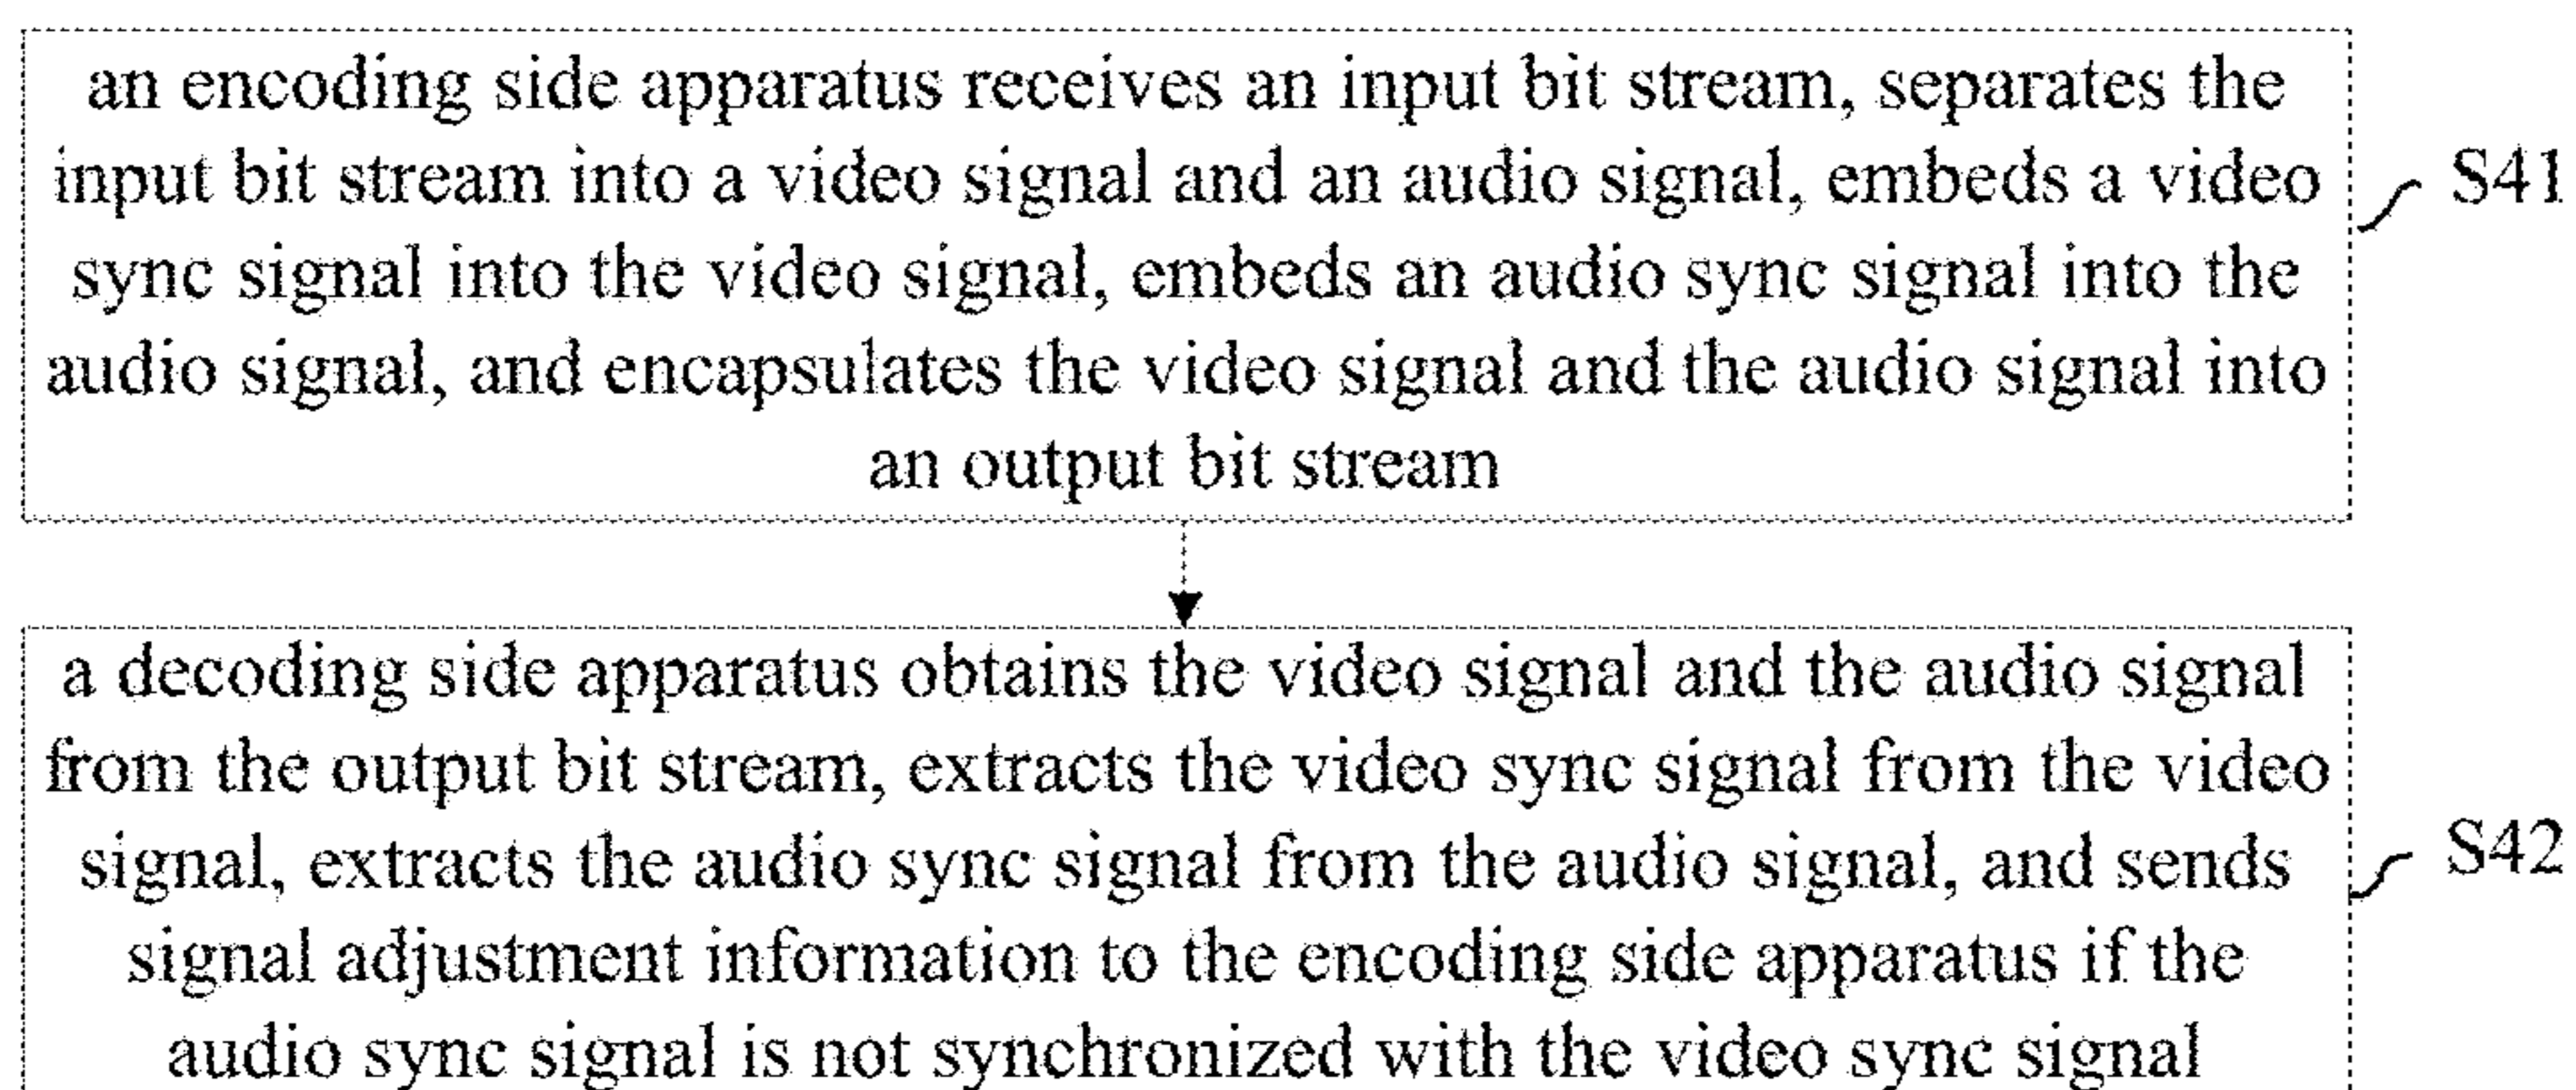 an encoding side apparatus receives an input bit stream, separates the
input bit stream into a video signal and an audio signal, embeds a video
sync signal into the video signal, embeds an audio sync signal into the
audio signal, and encapsulates the video signal and the audio signal into
an output bit stream
S41
a decoding side apparatus obtains the video signal and the audio signal
from the output bit stream, extracts the video sync signal from the video
signal, extracts the audio sync signal from the audio signal, and sends
signal adjustment information to the encoding side apparatus if the
audio sync signal is not synchronized with the video sync signal
S42